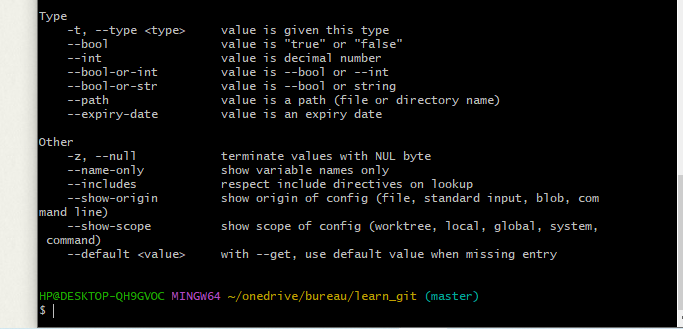 Type
-t, --type <type> value is given this type
--bool value is "true" or "false"
--int value is decimal number
--bool-or-int value is --bool or --int
--bool-or-str value is --bool or string
--path value is a path (file or directory name)
--expiry-date value is an expiry date
Other
-z, --null terminate values with NUL byte
--name-only show variable names only
--includes respect include directives on lookup
--show-origin show origin of config (file, standard input, blob, com
mand line)
--show-scope show scope of config (worktree, local, global, system,
command)
--default <value> with --get, use default value when missing entry
HP@DESKTOP-QH9GVOC MINGW64 ~/onedrive/bureau/learn_git (master)
$